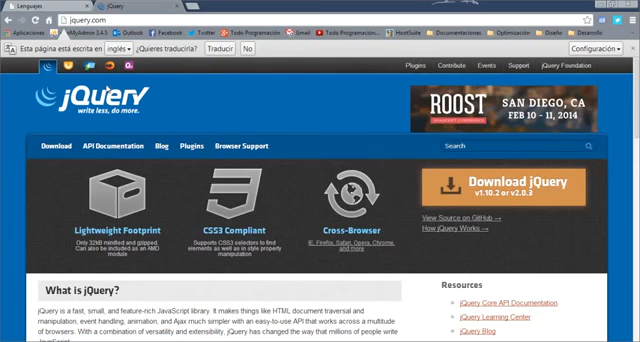 Lenguajes
jQuery
jquery.com
Aplicaciones
MyAdmin 3.4.5
Outlook
Facebook
Twitter
Todo Programación
Todo Programación
HostSuite
Documentaciones
Diseño
Desarrollo
Esta página está escrita en
inglés
¿Quieres traducirla?
Traducir
No
Configuración
Plugins
Contribute
Events
Support
jQuery Foundation
jQuery
write less, do more.
ROOST
SAN DIEGO, CA
FEB 10 – 11, 2014
Download
API Documentation
Blog
Plugins
Browser Support
Search
Lightweight Footprint
Only 32kB minified and gzipped.
Can also be included as an AMD
module
CSS3 Compliant
Supports CSS3 selectors to find
elements as well as in style property
manipulation
Cross-Browser
IE, Firefox, Safari, Opera, Chrome,
and more
Download jQuery
v1.10.2 or v2.0.3
View Source on GitHub →
How jQuery Works →
What is jQuery?
jQuery is a fast, small, and feature-rich JavaScript library. It makes things like HTML document traversal and
manipulation, event handling, animation, and Ajax much simpler with an easy-to-use API that works across a multitude
of browsers. With a combination of versatility and extensibility, jQuery has changed the way that millions of people write
JavaScript.
Resources
jQuery Core API Documentation
jQuery Learning Center
jQuery Blog